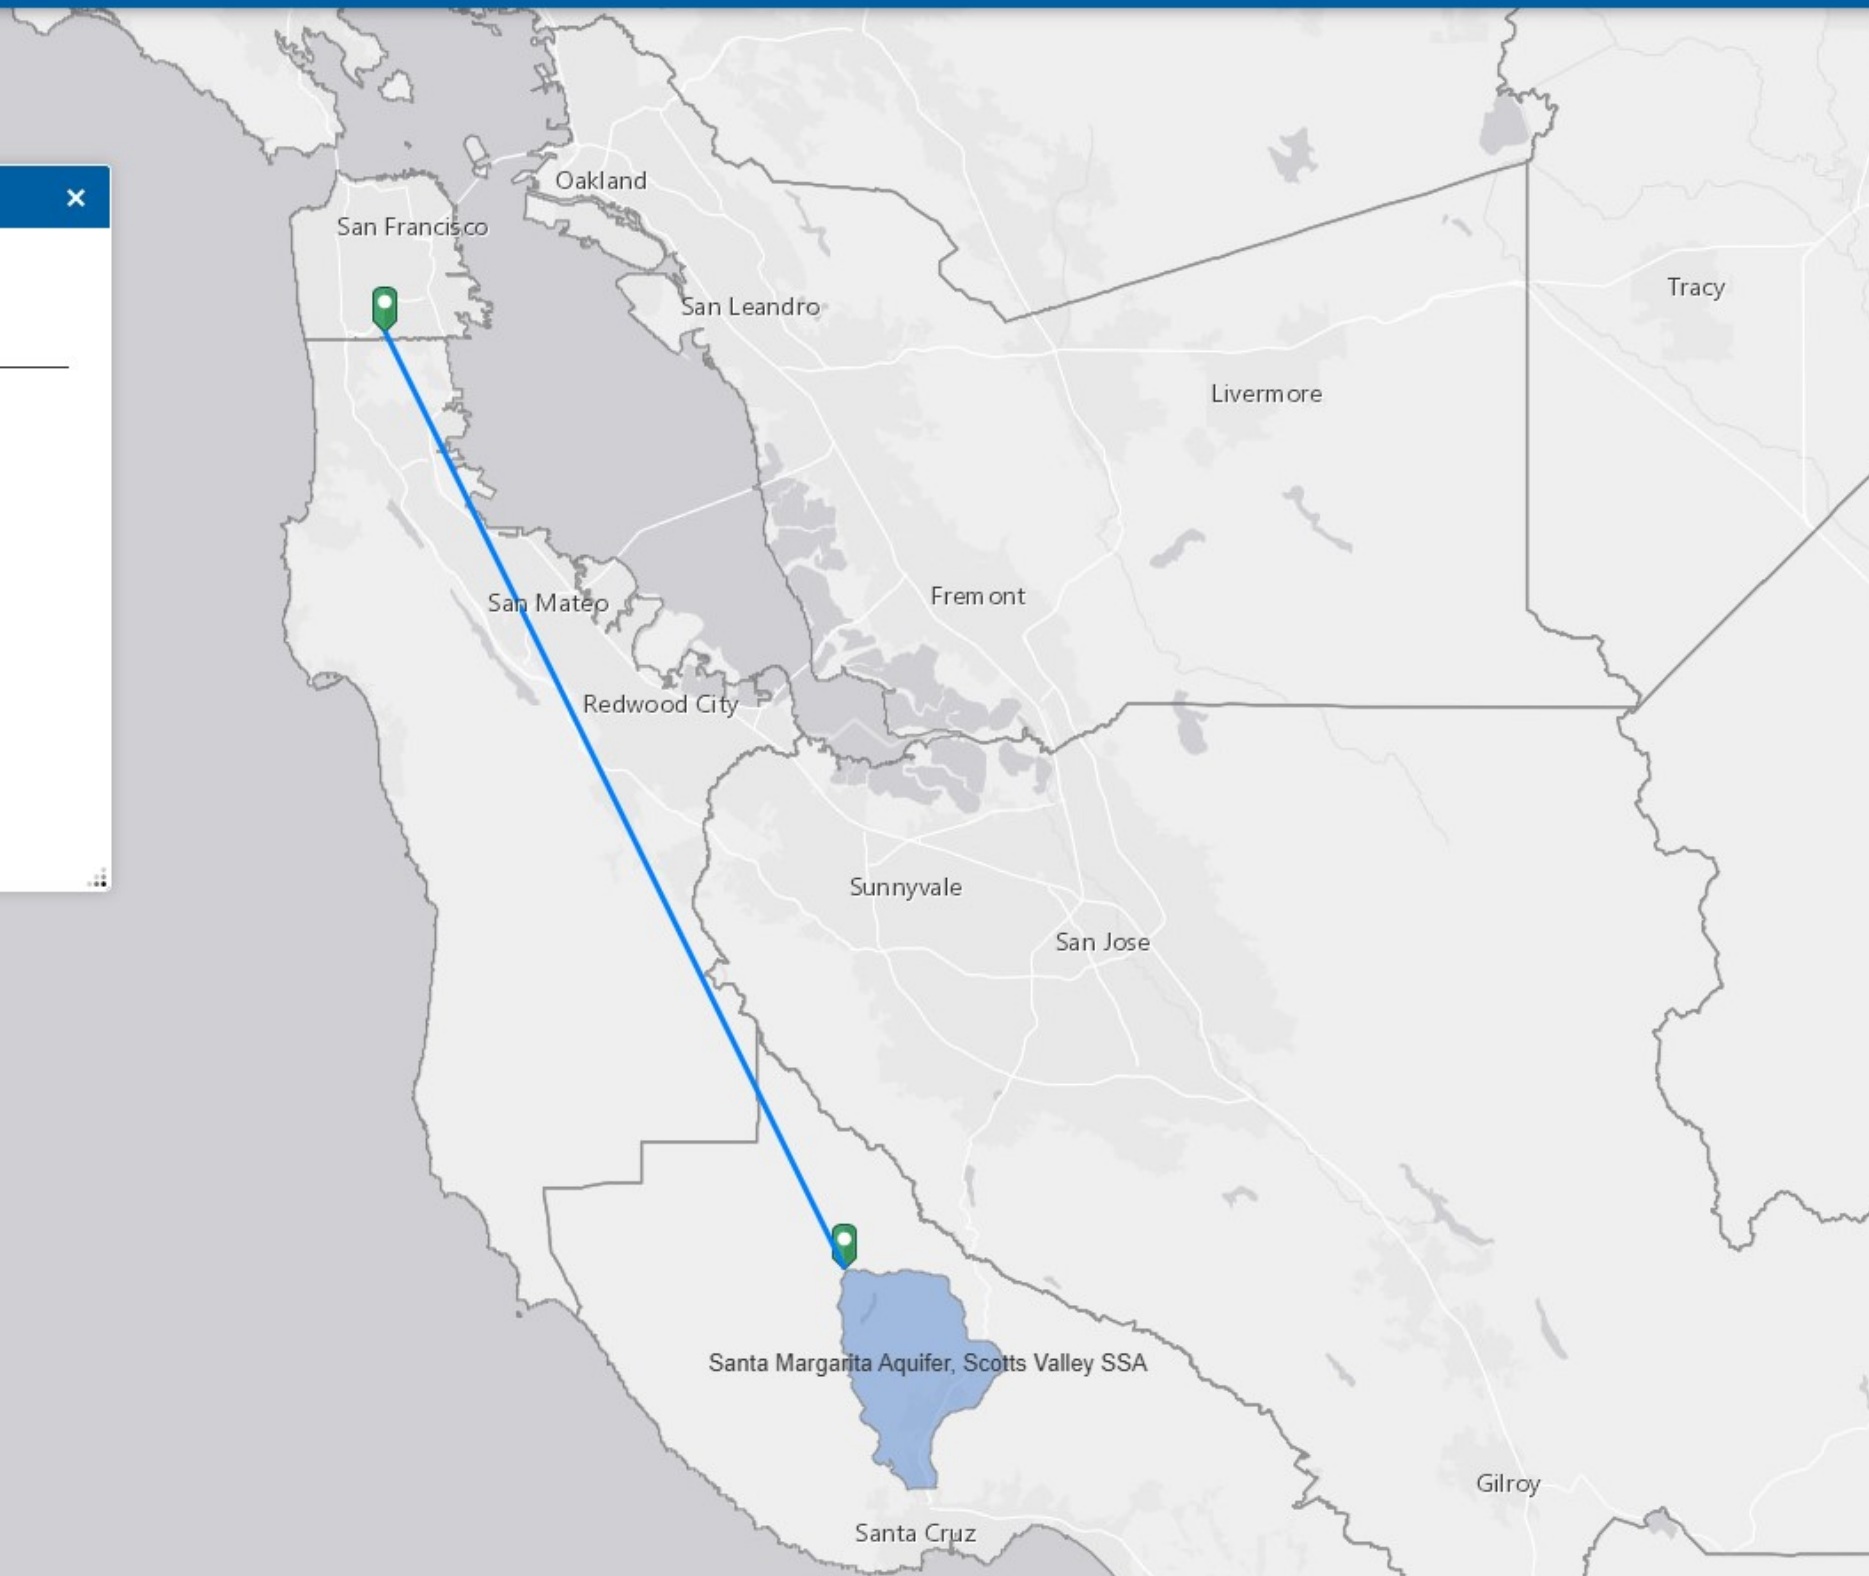 Oakland
San Francisco
Tracy
San Leandro
Livermore
Fremont
San Mateo
Redwood City
Sunnyvale
San Jose
Santa Margarita Aquifer, Scotts Valley SSA
Gilroy
Santa Cruz